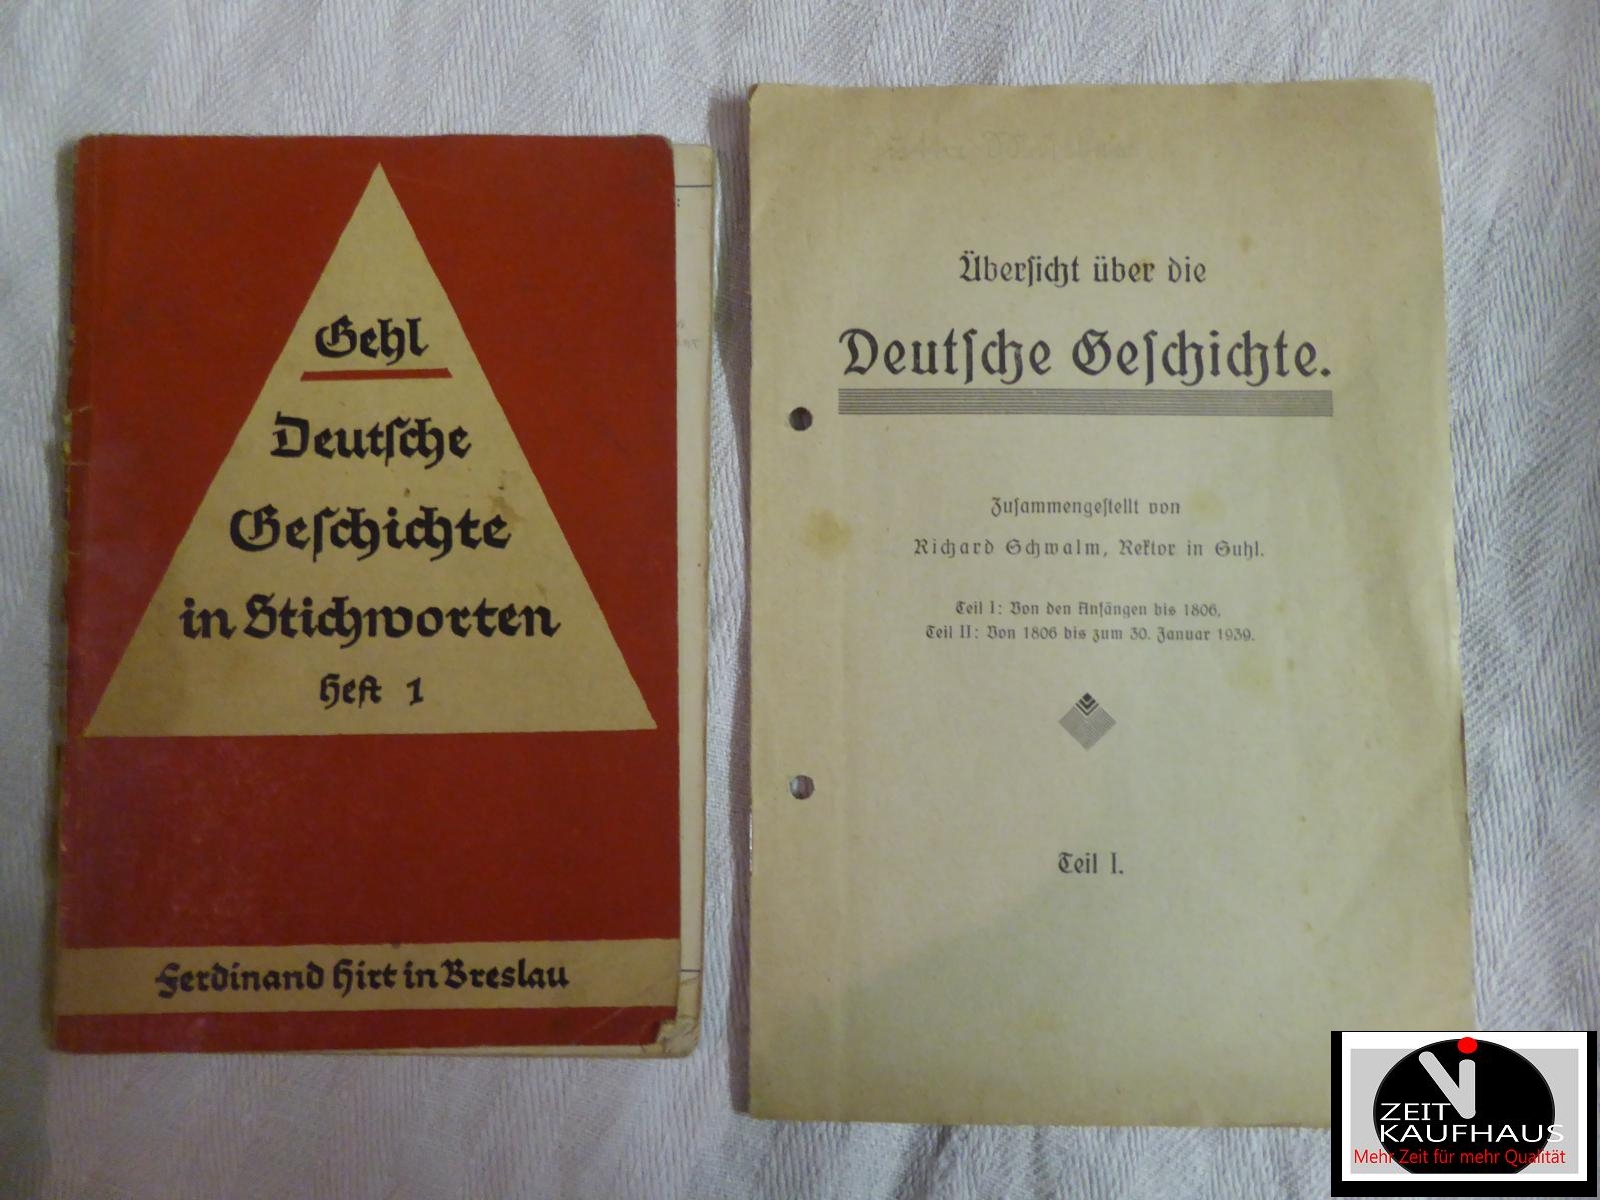 Gehl
Deutsche
Geschichte
in Stichworten
Heft 1
Ferdinand Hirt in Breslau
Übersicht über die
Deutsche Geschichte.
Zusammengestellt von
Richard Schwalm, Rektor in Suhl.
Teil I: Von den Anfängen bis 1806,
Teil II: Von 1806 bis zum 30. Januar 1939.
Teil I.
ZEIT
KAUFHAUS
Mehr Zeit für mehr Qualität